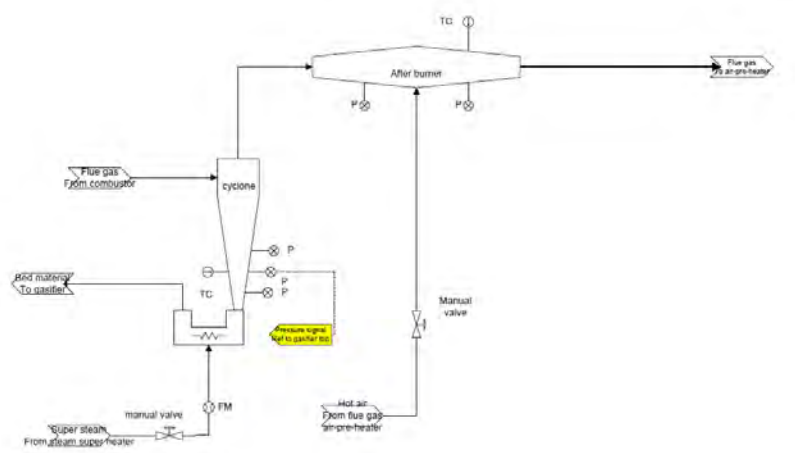 TC
After burner
Flue gas
To air-pre-heater
P
P
Flue gas
From combustor
cyclone
P
Bed material
To gasifier
TC
P
P
Pressure signal
Ref to gasifier top
Manual
valve
Hot air
From flue gas
air-pre-heater
manual valve
FM
Super steam
From steam super heater